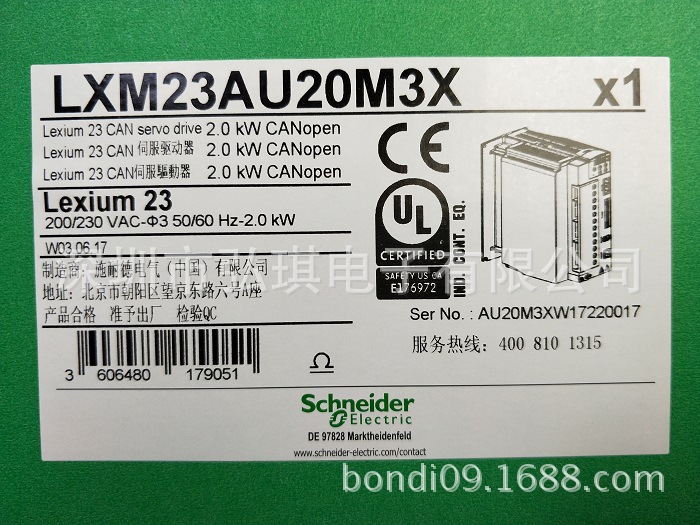 LXM23AU20M3X x1
Lexium 23 CAN servo drive 2.0 kW CANopen
Lexium 23 CAN 伺服驱动器 2.0 kW CANopen
Lexium 23 CAN伺服驅動器 2.0 kW CANopen
Lexium 23
200/230 VAC-Φ3 50/60 Hz-2.0 kW
W03 06 17
制造商: 施耐德电气（中国）有限公司
地址: 北京市朝阳区望京东路六号A座
产品合格 准予出厂 检验QC
C UL US
CERTIFIED
SAFETY US CA
E176972
IND. CONT. EQ.
Ser No.: AU20M3XW17220017
服务热线: 400 810 1315
3 606480 179051
Schneider
Electric
DE 97828 Marktheidenfeld
www.schneider-electric.com/contact
bondi09.1688.com